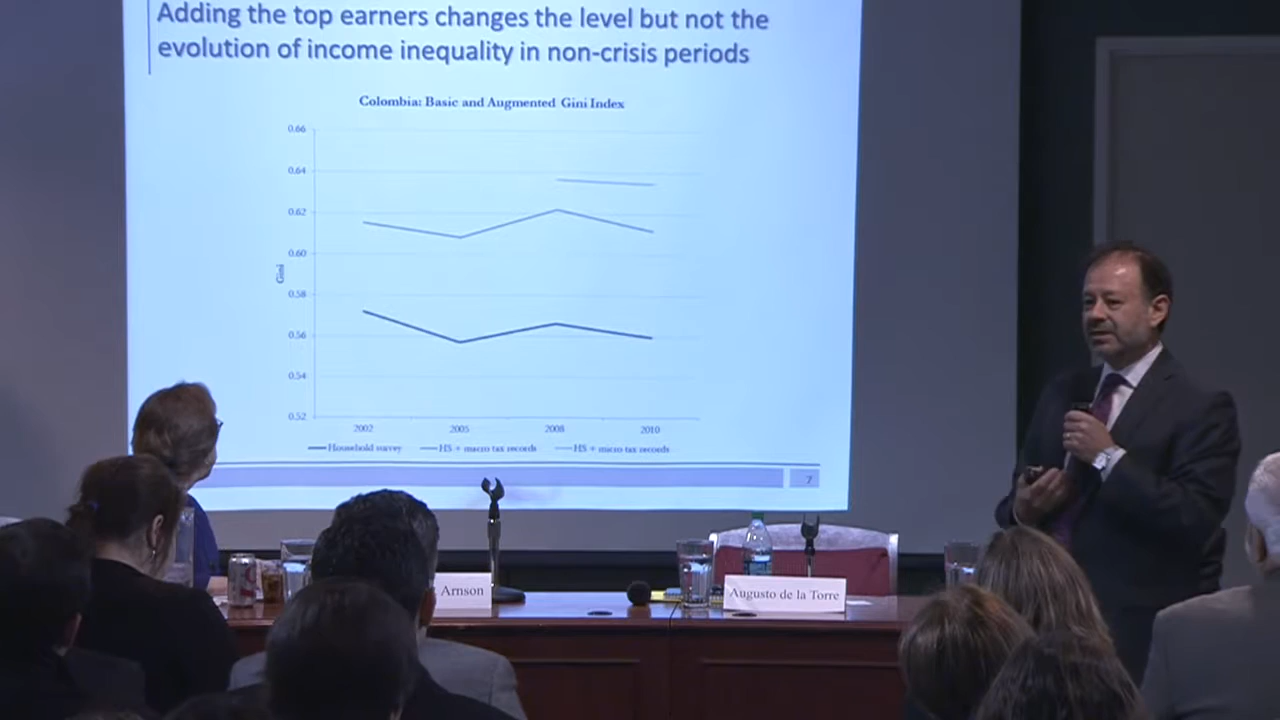 Adding the top earners changes the level but not the
evolution of income inequality in non-crisis periods
Colombia: Basic and Augmented Gini Index
0.66
0.64
0.62
0.60
0.58
0.56
0.54
0.52
Gini
2002 2005 2008 2010
Household survey HS + macro tax records HS + micro tax records
7
Arnson
Augusto de la Torre